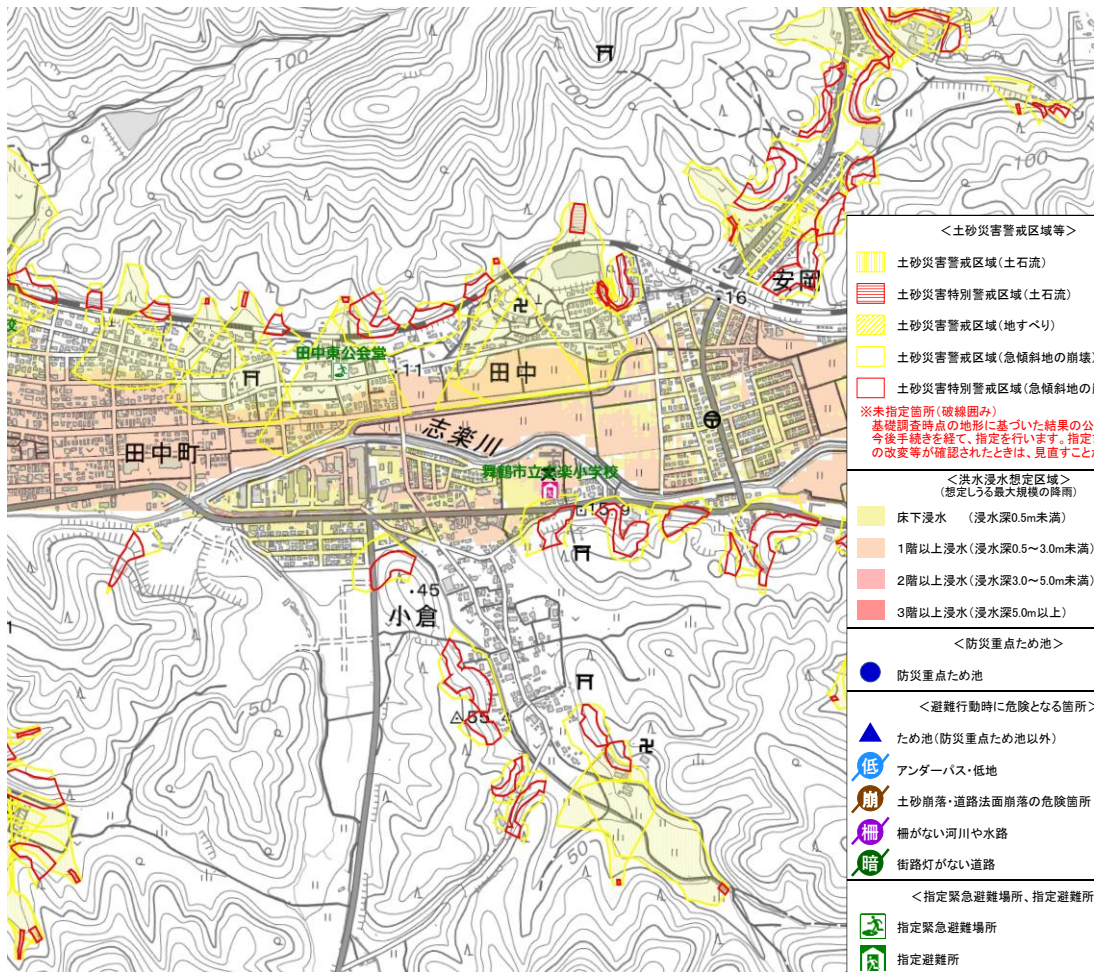 100
100
100
安岡
・16
田中東公会堂
・11
田中
校
志楽川
田中町
舞鶴市立志楽小学校
15.9
・45
小倉
50
55.4
50
1
＜土砂災害警戒区域等＞
土砂災害警戒区域(土石流)
土砂災害特別警戒区域(土石流)
土砂災害警戒区域(地すべり)
土砂災害警戒区域(急傾斜地の崩壊)
土砂災害特別警戒区域(急傾斜地の
※未指定箇所(破線囲み)
基礎調査時点の地形に基づいた結果の公
今後手続きを経て、指定を行います。指定
の改変等が確認されたときは、見直すことが
＜洪水浸水想定区域＞
(想定しうる最大規模の降雨)
床下浸水 (浸水深0.5m未満)
1階以上浸水(浸水深0.5～3.0m未満)
2階以上浸水(浸水深3.0～5.0m未満)
3階以上浸水(浸水深5.0m以上)
＜防災重点ため池＞
防災重点ため池
＜避難行動時に危険となる箇所＞
ため池(防災重点ため池以外)
低 アンダーパス・低地
崩 土砂崩落・道路法面崩落の危険箇所
柵 柵がない河川や水路
暗 街路灯がない道路
＜指定緊急避難場所、指定避難所
指定緊急避難場所
指定避難所